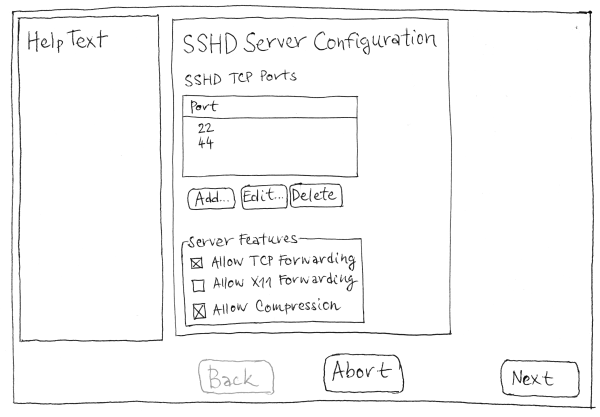 Help Text
SSHD Server Configuration
SSHD TCP Ports
Port
22
44
Add... Edit... Delete
Server Features
Allow TCP Forwarding
Allow X11 Forwarding
Allow Compression
Back Abort Next